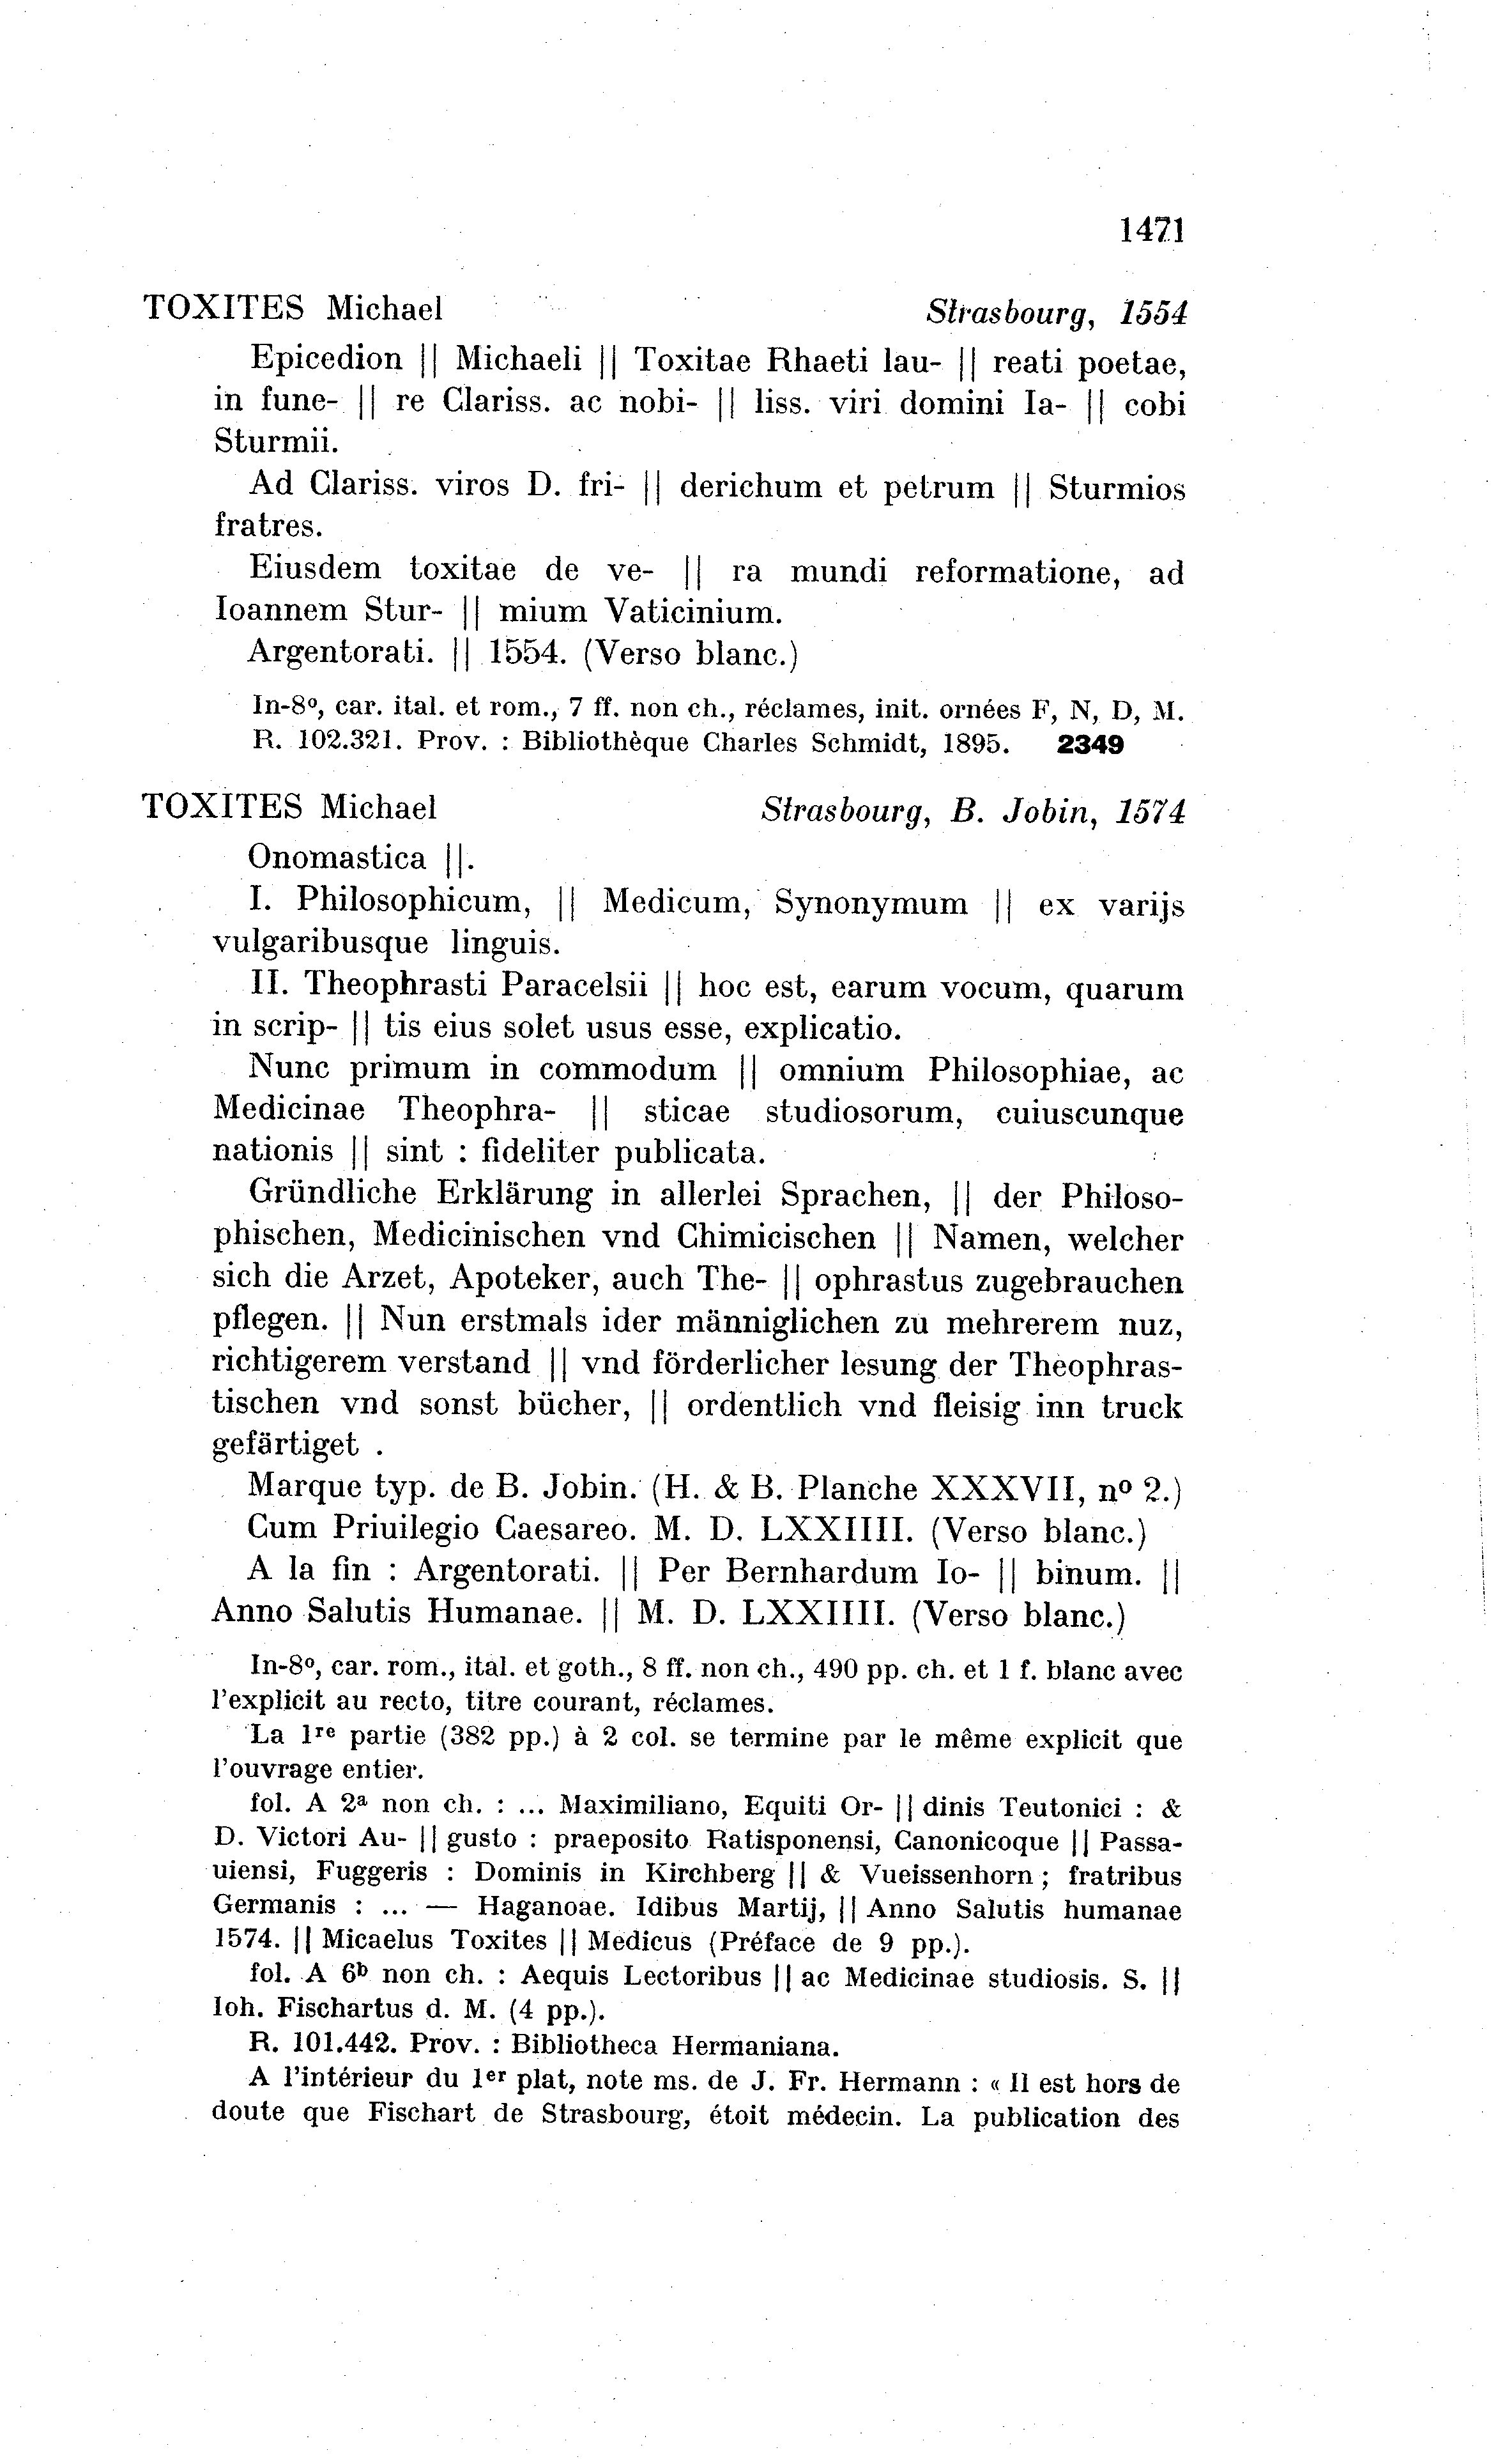 1471
TOXITES Michael Strasbourg, 1554
Epicedion || Michaeli || Toxitae Rhaeti lau- || reati poetae,
in fune- || re Clariss. ac nobi- || liss. viri domini Ia- || cobi
Sturmii.
Ad Clariss. viros D. fri- || derichum et petrum || Sturmios
fratres.
Eiusdem toxitae de ve- || ra mundi reformatione, ad
Ioannem Stur- || mium Vaticinium.
Argentorati. || 1554. (Verso blanc.)
In-8º, car. ital. et rom., 7 ff. non ch., réclames, init. ornées F, N, D, M.
R. 102.321. Prov. : Bibliothèque Charles Schmidt, 1895. 2349
TOXITES Michael Strasbourg, B. Jobin, 1574
Onomastica ||.
I. Philosophicum, || Medicum, Synonymum || ex varijs
vulgaribusque linguis.
II. Theophrasti Paracelsii || hoc est, earum vocum, quarum
in scrip- || tis eius solet usus esse, explicatio.
Nunc primum in commodum || omnium Philosophiae, ac
Medicinae Theophra- || sticae studiosorum, cuiuscunque
nationis || sint : fideliter publicata.
Gründliche Erklärung in allerlei Sprachen, || der Philoso-
phischen, Medicinischen vnd Chimicischen || Namen, welcher
sich die Arzet, Apoteker, auch The- || ophrastus zugebrauchen
pflegen. || Nun erstmals ider männiglichen zu mehrerem nuz,
richtigerem verstand || vnd förderlicher lesung der Theophras-
tischen vnd sonst bücher, || ordentlich vnd fleisig inn truck
gefärtiget .
Marque typ. de B. Jobin. (H. & B. Planche XXXVII, nº 2.)
Cum Priuilegio Caesareo. M. D. LXXIIII. (Verso blanc.)
A la fin : Argentorati. || Per Bernhardum Io- || binum. ||
Anno Salutis Humanae. || M. D. LXXIIII. (Verso blanc.)
In-8º, car. rom., ital. et goth., 8 ff. non ch., 490 pp. ch. et 1 f. blanc avec
l'explicit au recto, titre courant, réclames.
La 1re partie (382 pp.) à 2 col. se termine par le même explicit que
l'ouvrage entier.
fol. A 2a non ch. : ... Maximiliano, Equiti Or- || dinis Teutonici : &
D. Victori Au- || gusto : praeposito Ratisponensi, Canonicoque || Passa-
uiensi, Fuggeris : Dominis in Kirchberg || & Vueissenhorn ; fratribus
Germanis : ... — Haganoae. Idibus Martij, || Anno Salutis humanae
1574. || Micaelus Toxites || Medicus (Préface de 9 pp.).
fol. A 6b non ch. : Aequis Lectoribus || ac Medicinae studiosis. S. ||
Ioh. Fischartus d. M. (4 pp.).
R. 101.442. Prov. : Bibliotheca Hermaniana.
A l'intérieur du 1er plat, note ms. de J. Fr. Hermann : « Il est hors de
doute que Fischart de Strasbourg, étoit médecin. La publication des